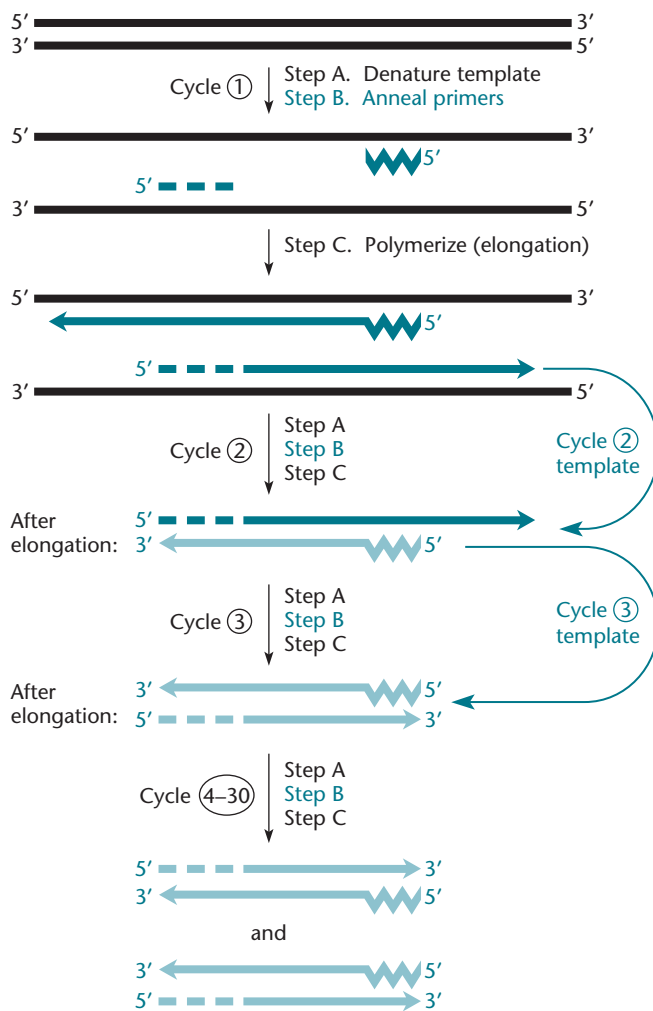 5′ 3′
3′ 5′
Cycle 1
Step A. Denature template
Step B. Anneal primers
5′ 3′
5′
5′
3′ 5′
Step C. Polymerize (elongation)
5′ 3′
5′
5′
3′ 5′
Cycle 2
Step A
Step B
Step C
Cycle 2
template
After
elongation:
5′
3′ 5′
Cycle 3
Step A
Step B
Step C
Cycle 3
template
After
elongation:
3′ 5′
5′ 3′
Cycle 4–30
Step A
Step B
Step C
5′ 3′
3′ 5′
and
3′ 5′
5′ 3′